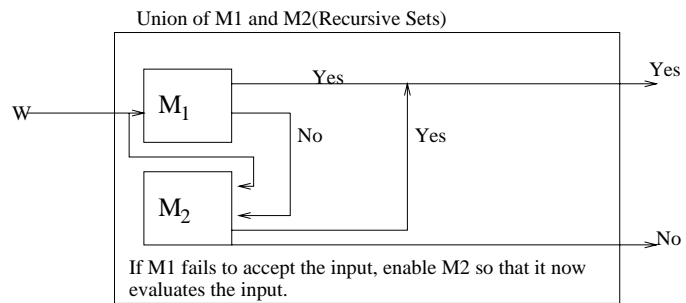 Union of M1 and M2(Recursive Sets)
Yes
Yes
M1
W
No
Yes
M2
No
If M1 fails to accept the input, enable M2 so that it now
evaluates the input.